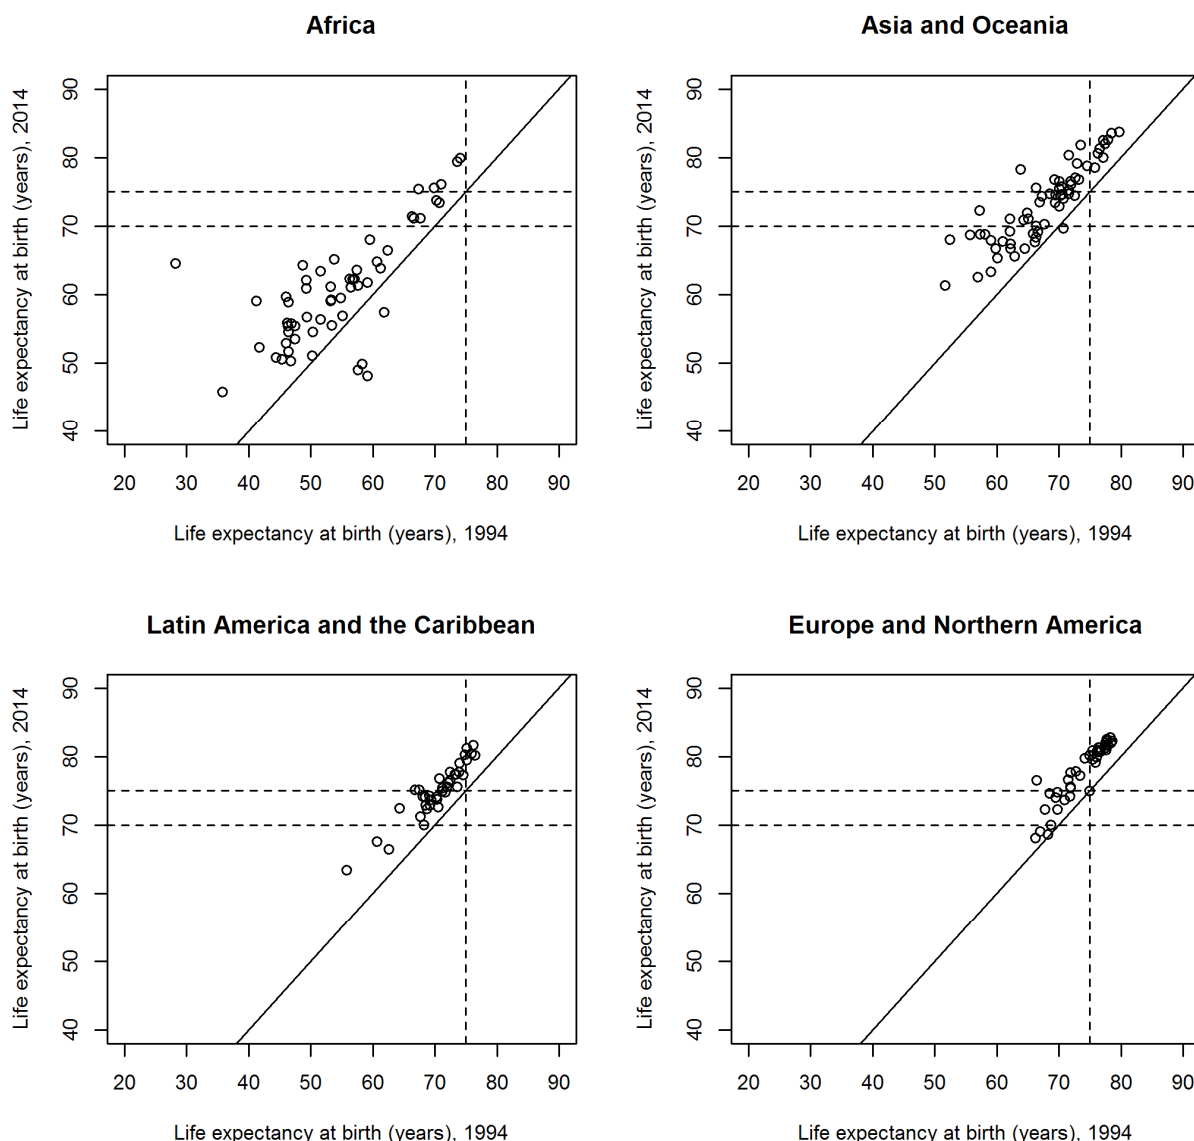 Africa
Life expectancy at birth (years), 2014
90
80
70
60
50
40
20 30 40 50 60 70 80 90
Life expectancy at birth (years), 1994
Asia and Oceania
Life expectancy at birth (years), 2014
90
80
70
60
50
40
20 30 40 50 60 70 80 90
Life expectancy at birth (years), 1994
Latin America and the Caribbean
Life expectancy at birth (years), 2014
90
80
70
60
50
40
20 30 40 50 60 70 80 90
Life expectancy at birth (years), 1994
Europe and Northern America
Life expectancy at birth (years), 2014
90
80
70
60
50
40
20 30 40 50 60 70 80 90
Life expectancy at birth (years), 1994